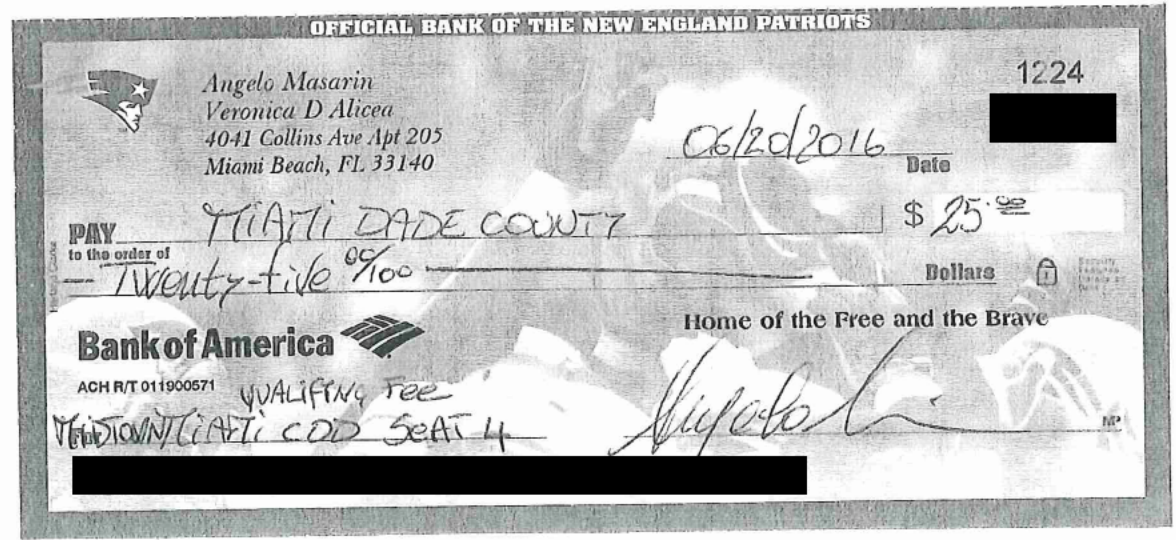 OFFICIAL BANK OF THE NEW ENGLAND PATRIOTS
1224
Angelo Masarin
Veronica D Alicea
4041 Collins Ave Apt 205
Miami Beach, FL 33140
06/20/2016
Date
PAY
to the order of
MiAMi DADE COUNTY
$ 25.00
Twenty-five 00/100
Dollars
Home of the Free and the Brave
Bank of America
ACH R/T 011900571
QUALIFING Fee
MiDTOWN MiAMi CDD SeAT 4
MP